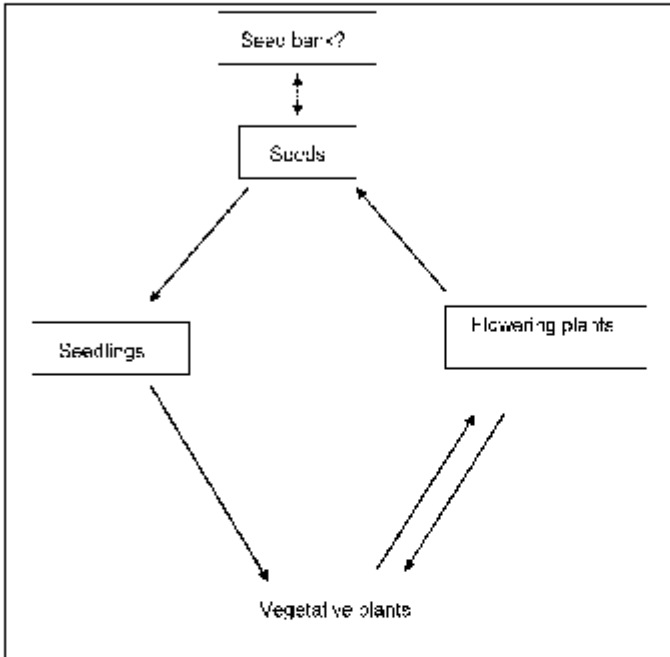 Seed bank?
Seeds
Flowering plants
Seedlings
Vegetative plants